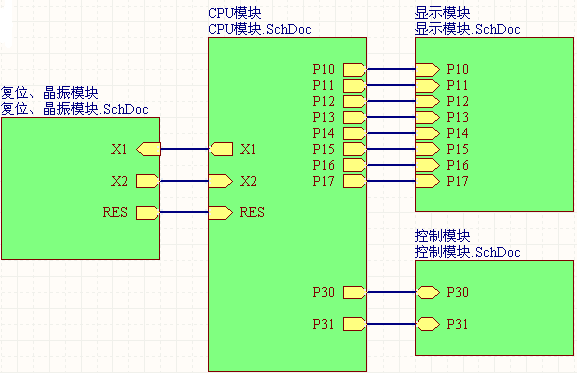 复位、晶振模块
复位、晶振模块.SchDoc
X1
X2
RES
CPU模块
CPU模块.SchDoc
P10
P11
P12
P13
P14
P15
P16
P17
X1
X2
RES
P30
P31
显示模块
显示模块.SchDoc
P10
P11
P12
P13
P14
P15
P16
P17
控制模块
控制模块.SchDoc
P30
P31